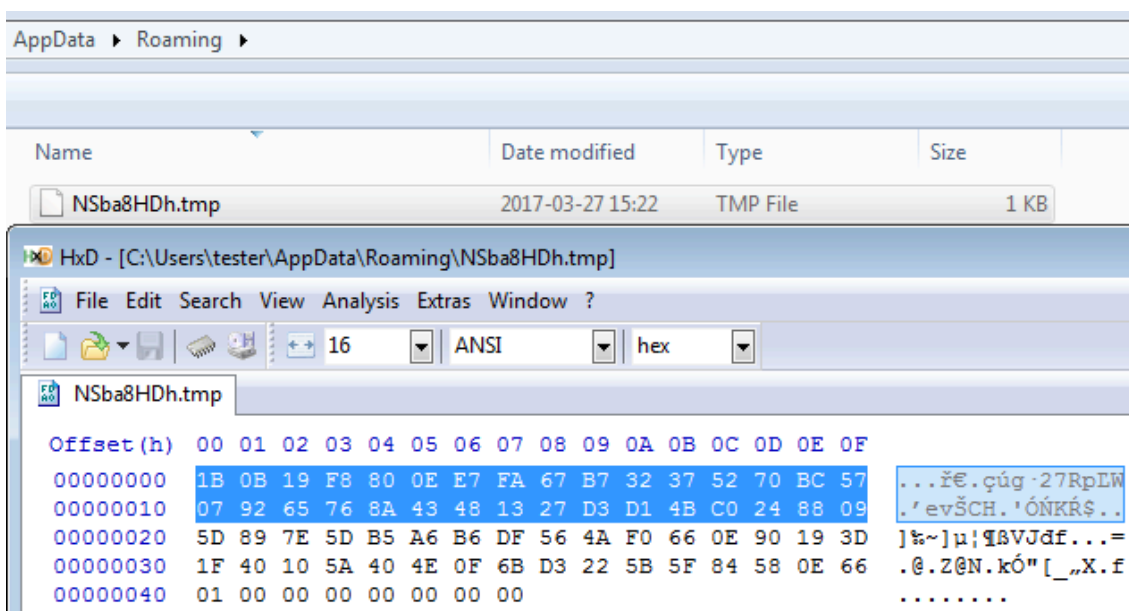 AppData ▸ Roaming ▸
Name Date modified Type Size
NSba8HDh.tmp 2017-03-27 15:22 TMP File 1 KB
HxD - [C:\Users\tester\AppData\Roaming\NSba8HDh.tmp]
File Edit Search View Analysis Extras Window ?
16 ANSI hex
NSba8HDh.tmp
Offset(h) 00 01 02 03 04 05 06 07 08 09 0A 0B 0C 0D 0E 0F
00000000 1B 0B 19 F8 80 0E E7 FA 67 B7 32 37 52 70 BC 57 ...ř€.çúg·27RpĽW
00000010 07 92 65 76 8A 43 48 13 27 D3 D1 4B C0 24 88 09 .’evŠCH.'ÓŃKŔ$..
00000020 5D 89 7E 5D B5 A6 B6 DF 56 4A F0 66 0E 90 19 3D ]‰~]µ¦¶ßVJđf...=
00000030 1F 40 10 5A 40 4E 0F 6B D3 22 5B 5F 84 58 0E 66 .@.Z@N.kÓ"[_„X.f
00000040 01 00 00 00 00 00 00 00 ........